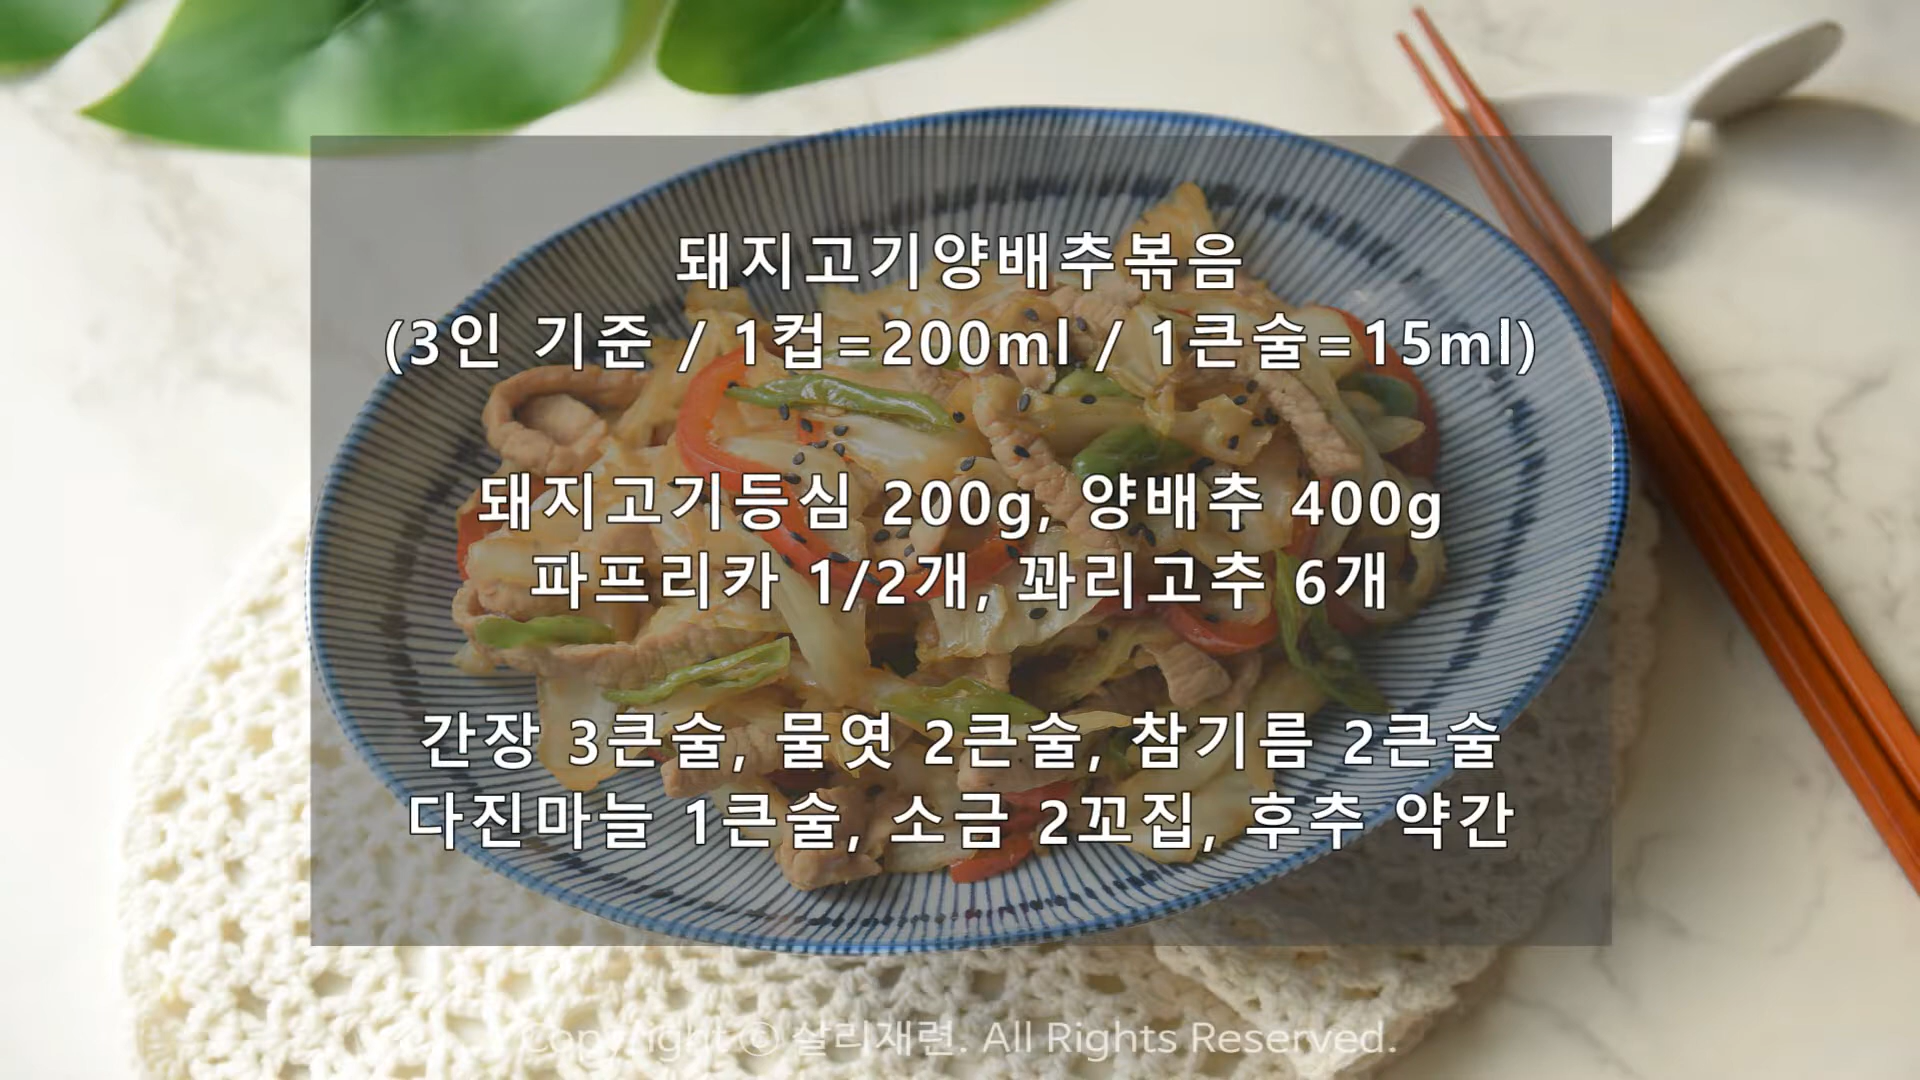 돼지고기양배추볶음
(3인 기준 / 1컵=200ml / 1큰술=15ml)
돼지고기등심 200g, 양배추 400g
파프리카 1/2개, 꽈리고추 6개
간장 3큰술, 물엿 2큰술, 참기름 2큰술
다진마늘 1큰술, 소금 2꼬집, 후추 약간
Copyright ⓒ 살리재련. All Rights Reserved.